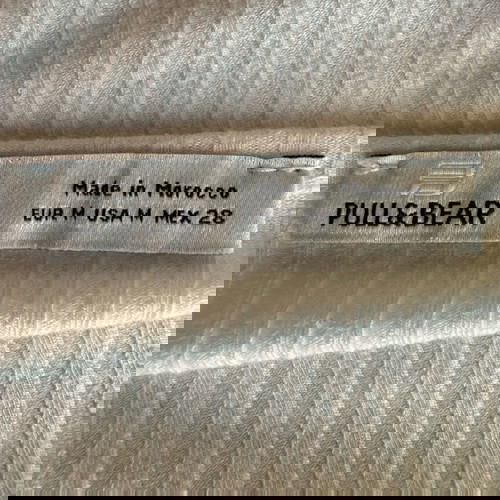 Made in Morocco
EUR M USA M MEX 28
PULL&BEAR